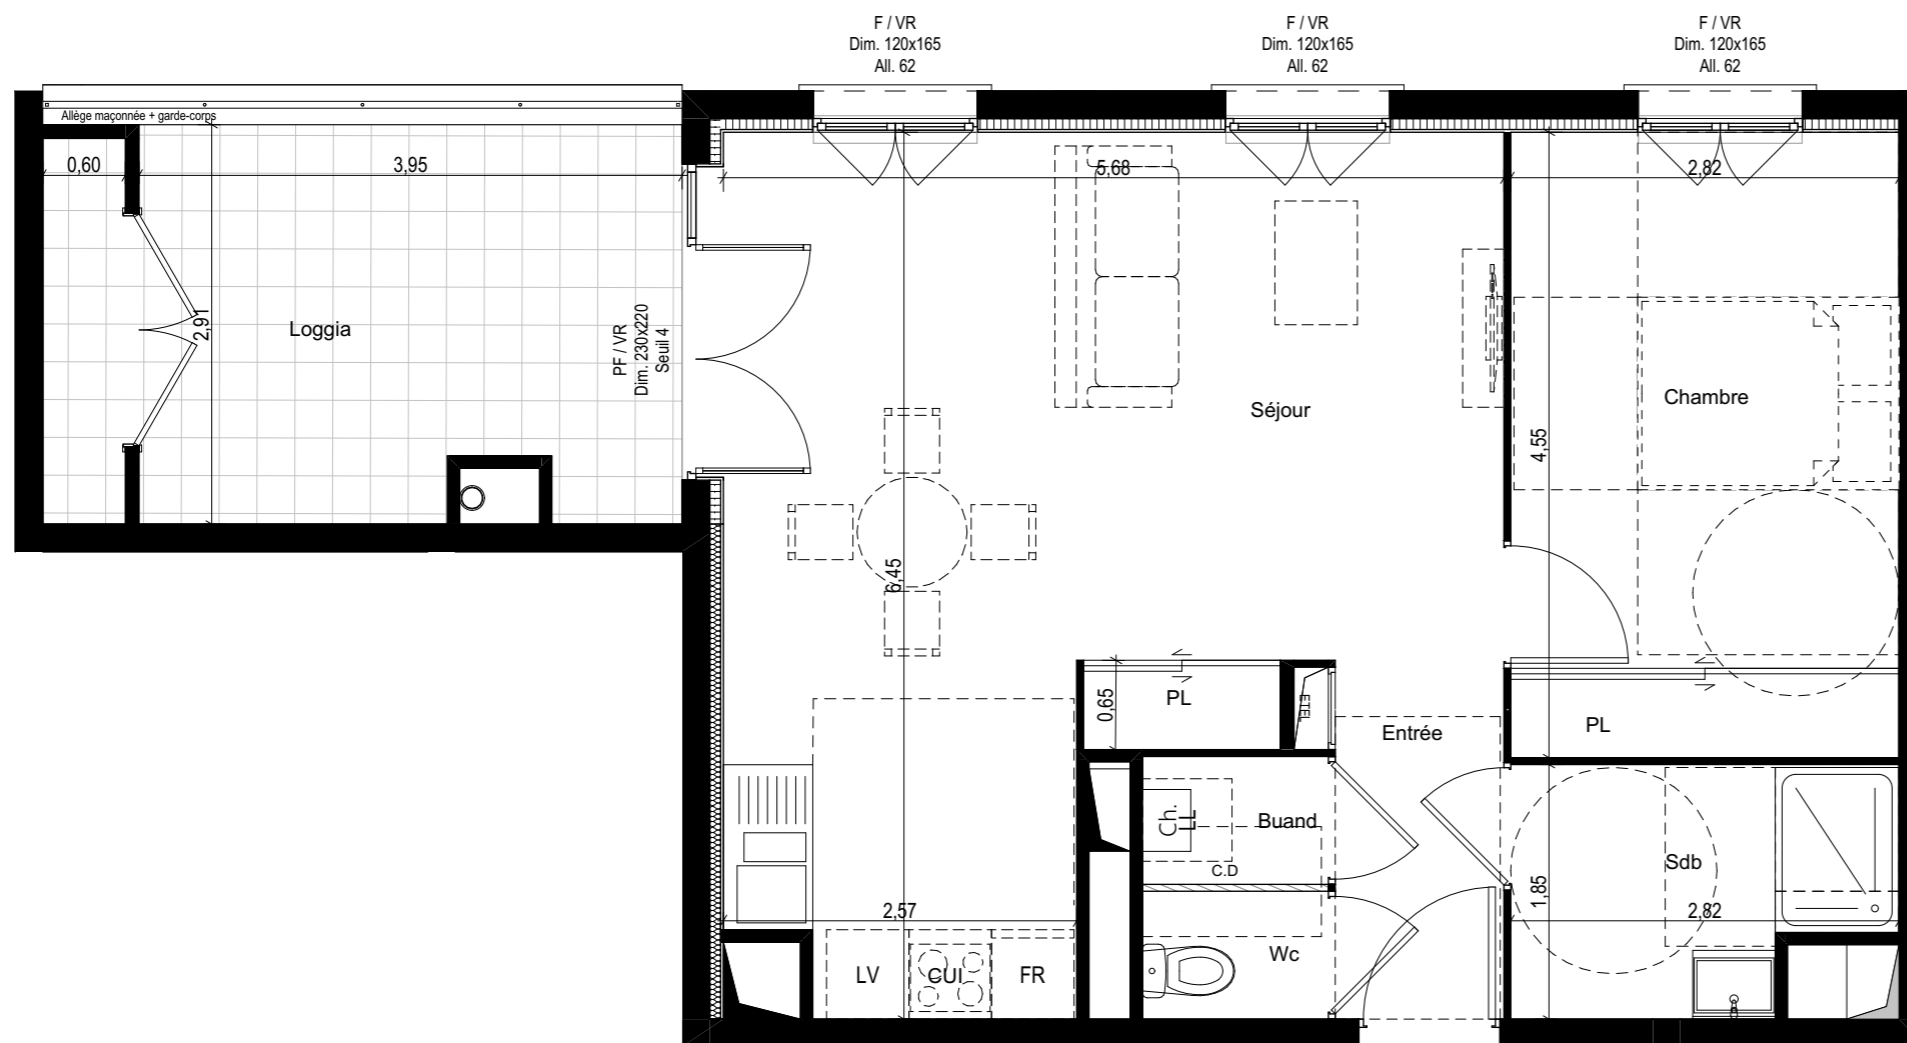 F / VR
Dim. 120x165
All. 62
F / VR
Dim. 120x165
All. 62
F / VR
Dim. 120x165
All. 62
Allège maçonnée + garde-corps
0,60
3,95
5,68
2,82
2,91
Loggia
PF / VR
Dim. 230x220
Seuil 4
Séjour
Chambre
4,55
6,45
0,65
PL
ETEL
Entrée
PL
Ch.
LL
Buand
C.D
Sdb
1,85
2,57
2,82
Wc
LV
CUI
FR